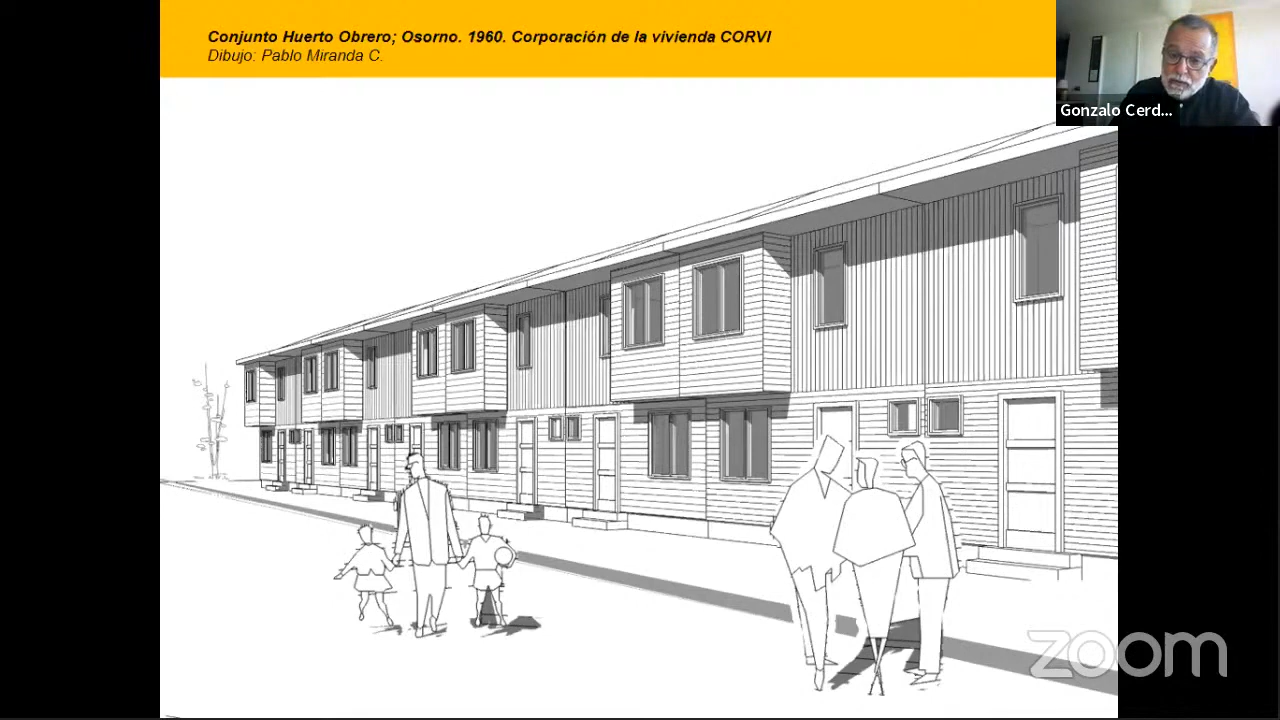 Conjunto Huerto Obrero; Osorno. 1960. Corporación de la vivienda CORVI
Dibujo: Pablo Miranda C.
Gonzalo Cerd...
zoom